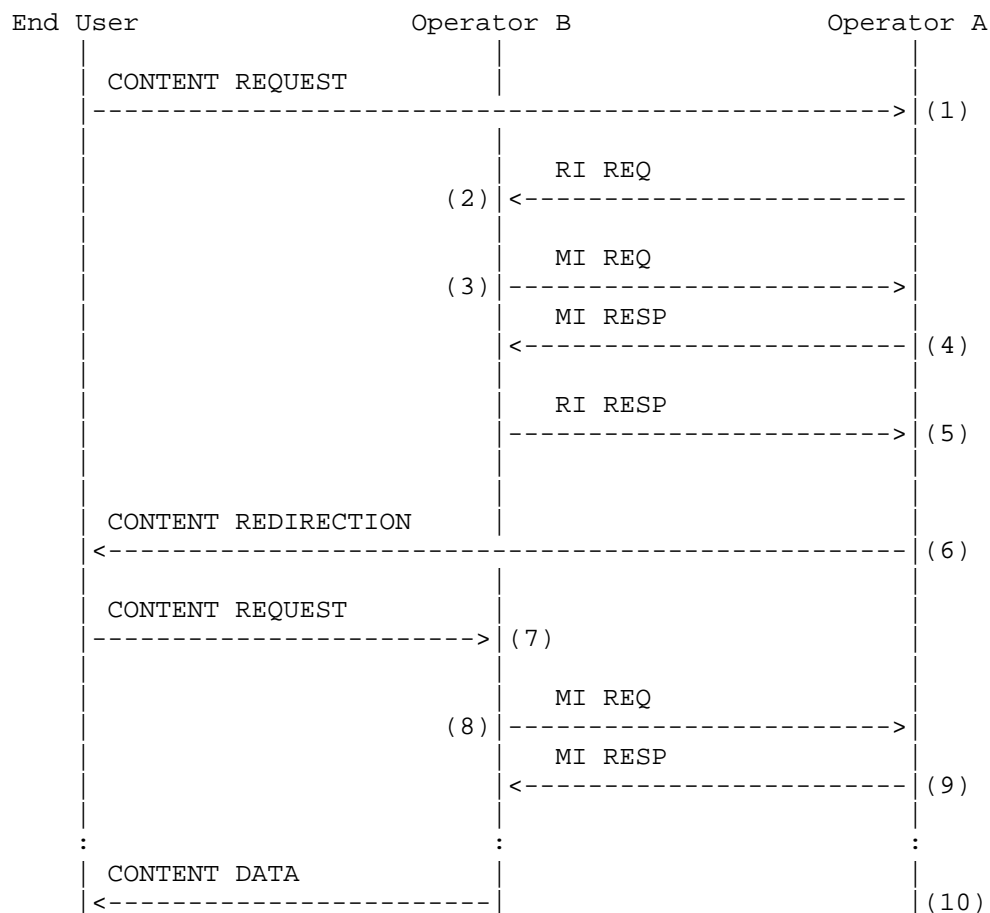 End User Operator B Operator A
CONTENT REQUEST
(1)
RI REQ
(2)
MI REQ
(3)
MI RESP
(4)
RI RESP
(5)
CONTENT REDIRECTION
(6)
CONTENT REQUEST
(7)
MI REQ
(8)
MI RESP
(9)
: : :
CONTENT DATA
(10)